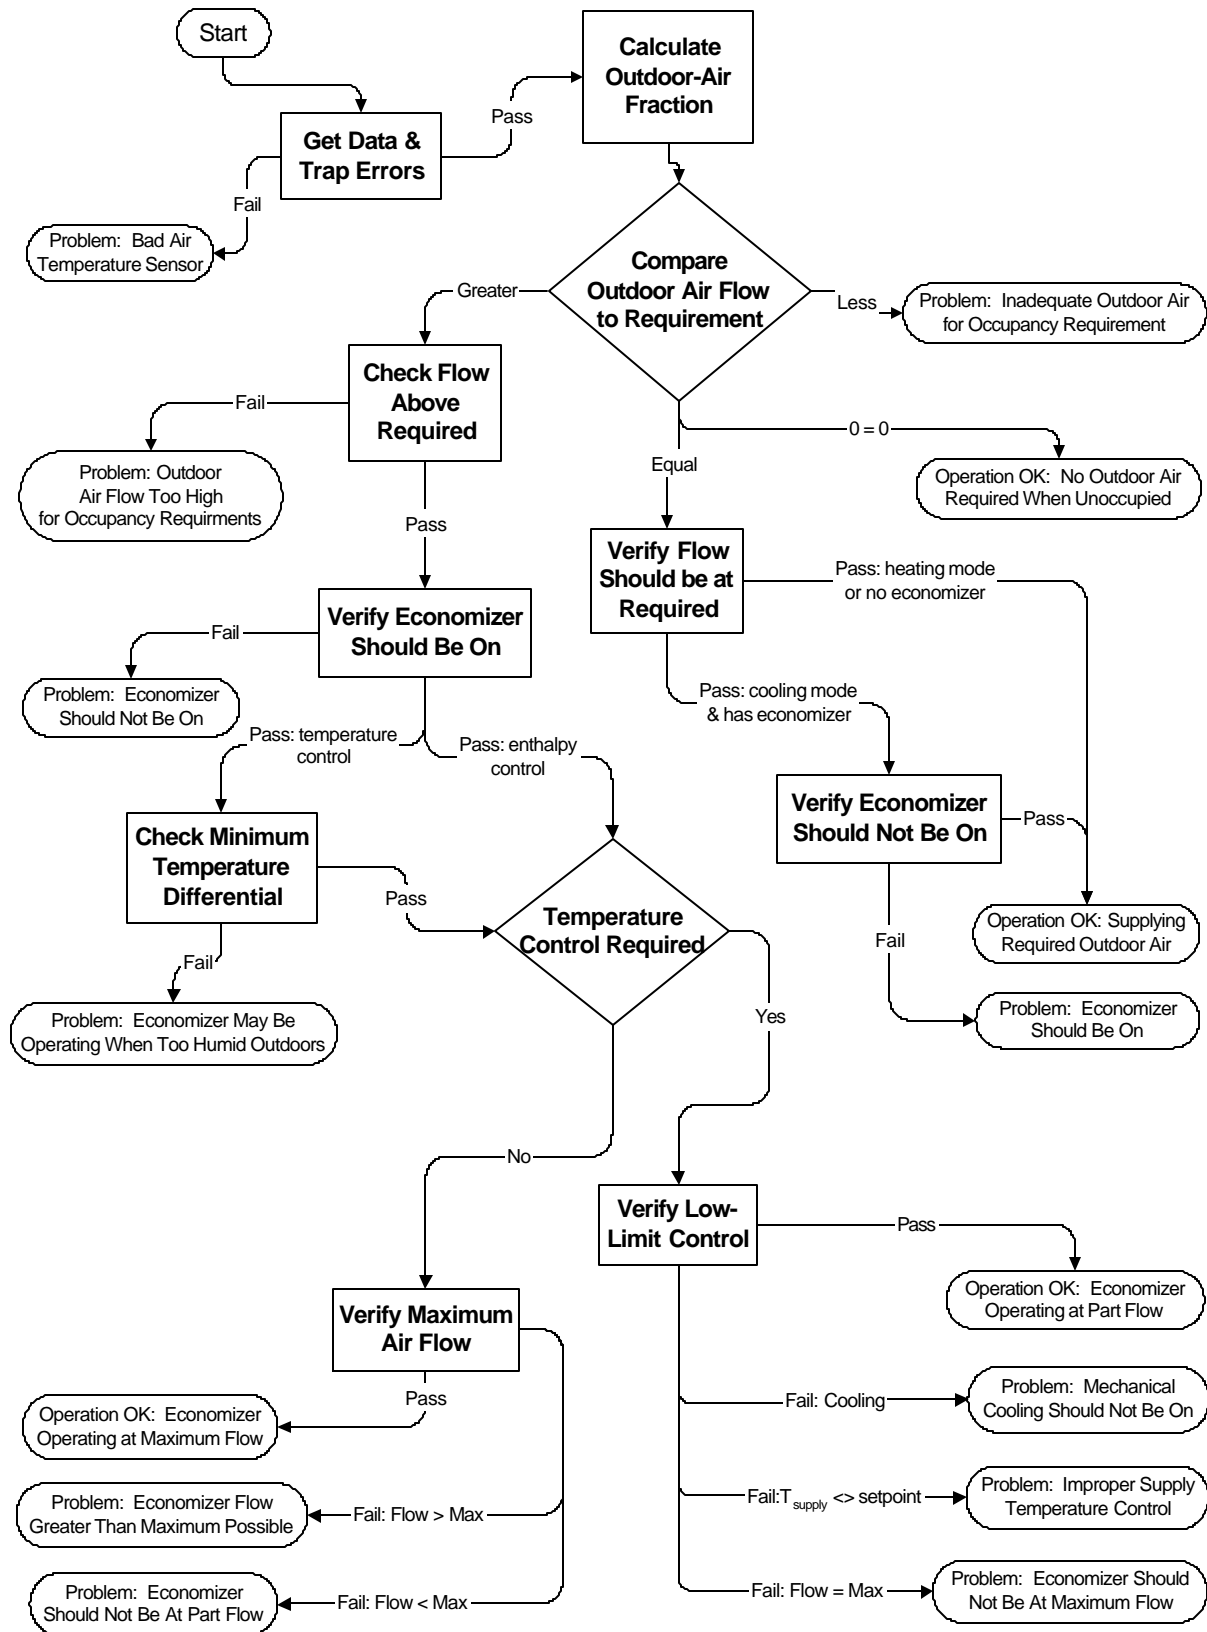 Start
Calculate
Outdoor-Air
Fraction
Pass
Get Data &
Trap Errors
Fail
Problem: Bad Air
Temperature Sensor
Compare
Outdoor Air Flow
to Requirement
Greater
Less
Problem: Inadequate Outdoor Air
for Occupancy Requirement
Check Flow
Above
Required
Fail
0 = 0
Problem: Outdoor
Air Flow Too High
for Occupancy Requirments
Equal
Operation OK: No Outdoor Air
Required When Unoccupied
Pass
Verify Flow
Should be at
Required
Pass: heating mode
or no economizer
Verify Economizer
Should Be On
Fail
Problem: Economizer
Should Not Be On
Pass: cooling mode
& has economizer
Pass: temperature
control
Pass: enthalpy
control
Verify Economizer
Should Not Be On
Pass
Check Minimum
Temperature
Differential
Pass
Temperature
Control Required
Fail
Operation OK: Supplying
Required Outdoor Air
Fail
Problem: Economizer May Be
Operating When Too Humid Outdoors
Yes
Problem: Economizer
Should Be On
No
Verify Low-
Limit Control
Pass
Operation OK: Economizer
Operating at Part Flow
Verify Maximum
Air Flow
Pass
Operation OK: Economizer
Operating at Maximum Flow
Fail: Cooling
Problem: Mechanical
Cooling Should Not Be On
Problem: Economizer Flow
Greater Than Maximum Possible
Fail: Flow > Max
Fail:Tsupply <> setpoint
Problem: Improper Supply
Temperature Control
Problem: Economizer
Should Not Be At Part Flow
Fail: Flow < Max
Fail: Flow = Max
Problem: Economizer Should
Not Be At Maximum Flow